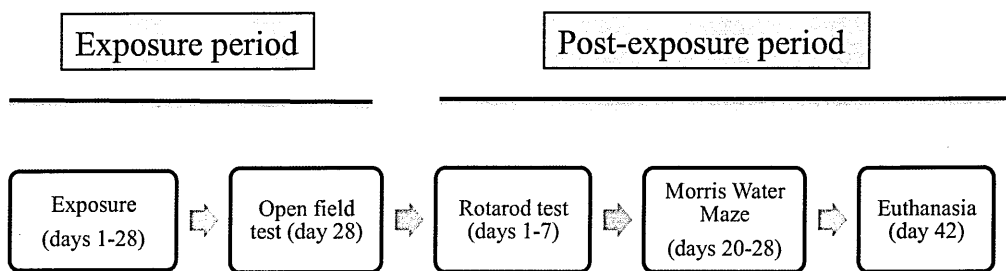 Exposure period
Post-exposure period
Exposure
(days 1-28)
Open field
test (day 28)
Rotarod test
(days 1-7)
Morris Water
Maze
(days 20-28)
Euthanasia
(day 42)